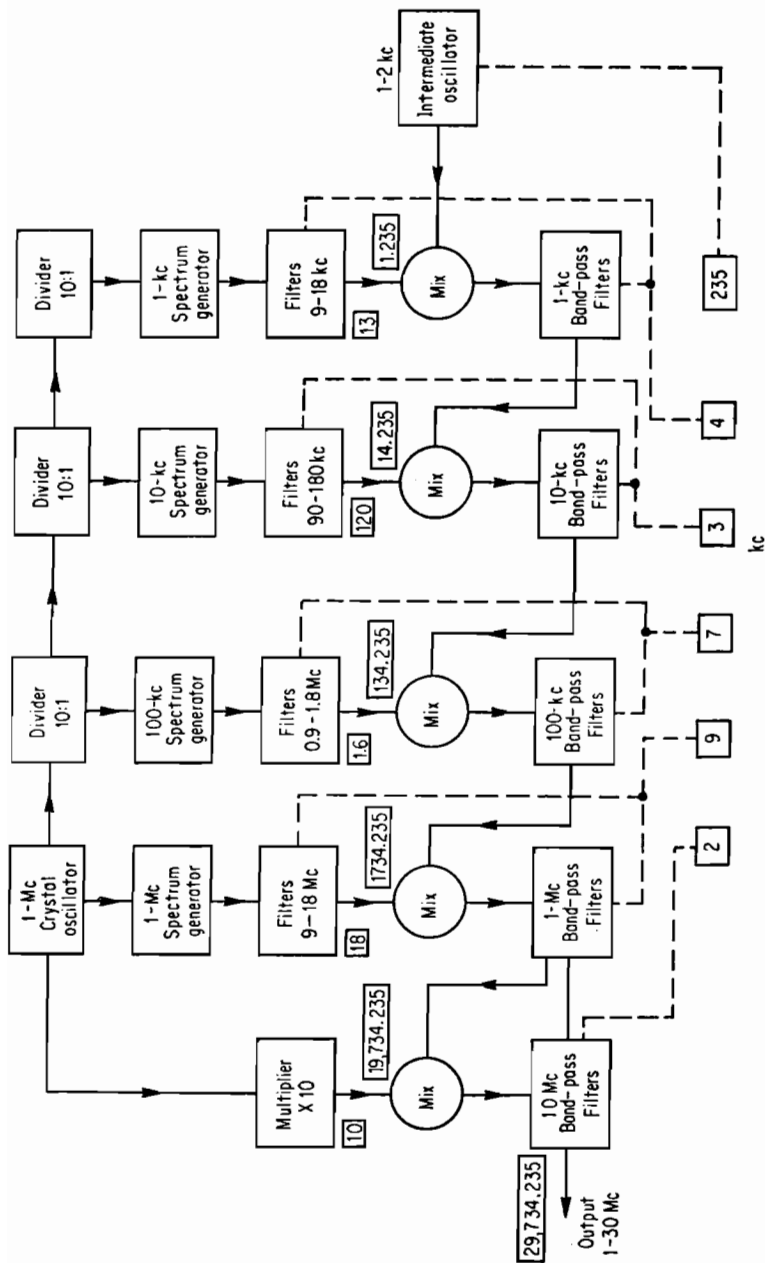 1-Mc
Crystal
oscillator
Divider
10:1
Divider
10:1
Divider
10:1
1-Mc
Spectrum
generator
100-kc
Spectrum
generator
10-kc
Spectrum
generator
1-kc
Spectrum
generator
1-2 kc
Intermediate
oscillator
Multiplier
X 10
Filters
9-18 Mc
Filters
0.9-1.8 Mc
Filters
90-180 kc
Filters
9-18 kc
10
19,734.235
18
1734.235
1.6
134.235
120
14.235
13
1.235
Mix
Mix
Mix
Mix
Mix
29,734.235
Output
1-30 Mc
10 Mc
Band-pass
Filters
1-Mc
Band-pass
Filters
100-kc
Band-pass
Filters
10-kc
Band-pass
Filters
1-kc
Band-pass
Filters
2
9
7
3
4
235
kc